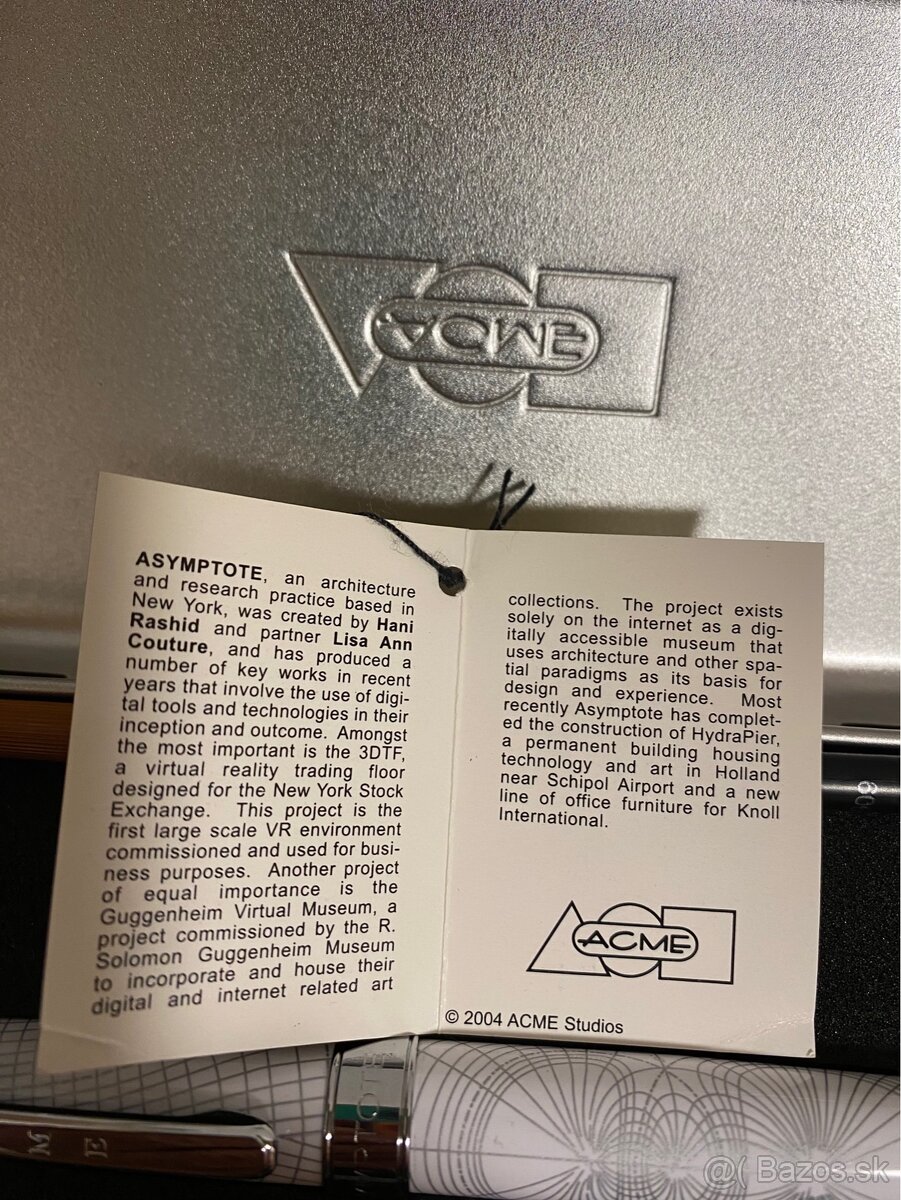 ACME
ASYMPTOTE, an architecture
and research practice based in
New York, was created by Hani
Rashid and partner Lisa Ann
Couture, and has produced a
number of key works in recent
years that involve the use of digi-
tal tools and technologies in their
inception and outcome. Amongst
the most important is the 3DTF,
a virtual reality trading floor
designed for the New York Stock
Exchange. This project is the
first large scale VR environment
commissioned and used for busi-
ness purposes. Another project
of equal importance is the
Guggenheim Virtual Museum, a
project commissioned by the R.
Solomon Guggenheim Museum
to incorporate and house their
digital and internet related art
collections. The project exists
solely on the internet as a dig-
itally accessible museum that
uses architecture and other spa-
tial paradigms as its basis for
design and experience. Most
recently Asymptote has complet-
ed the construction of HydraPier,
a permanent building housing
technology and art in Holland
near Schipol Airport and a new
line of office furniture for Knoll
International.
ACME
© 2004 ACME Studios
M E
@( Bazos.sk